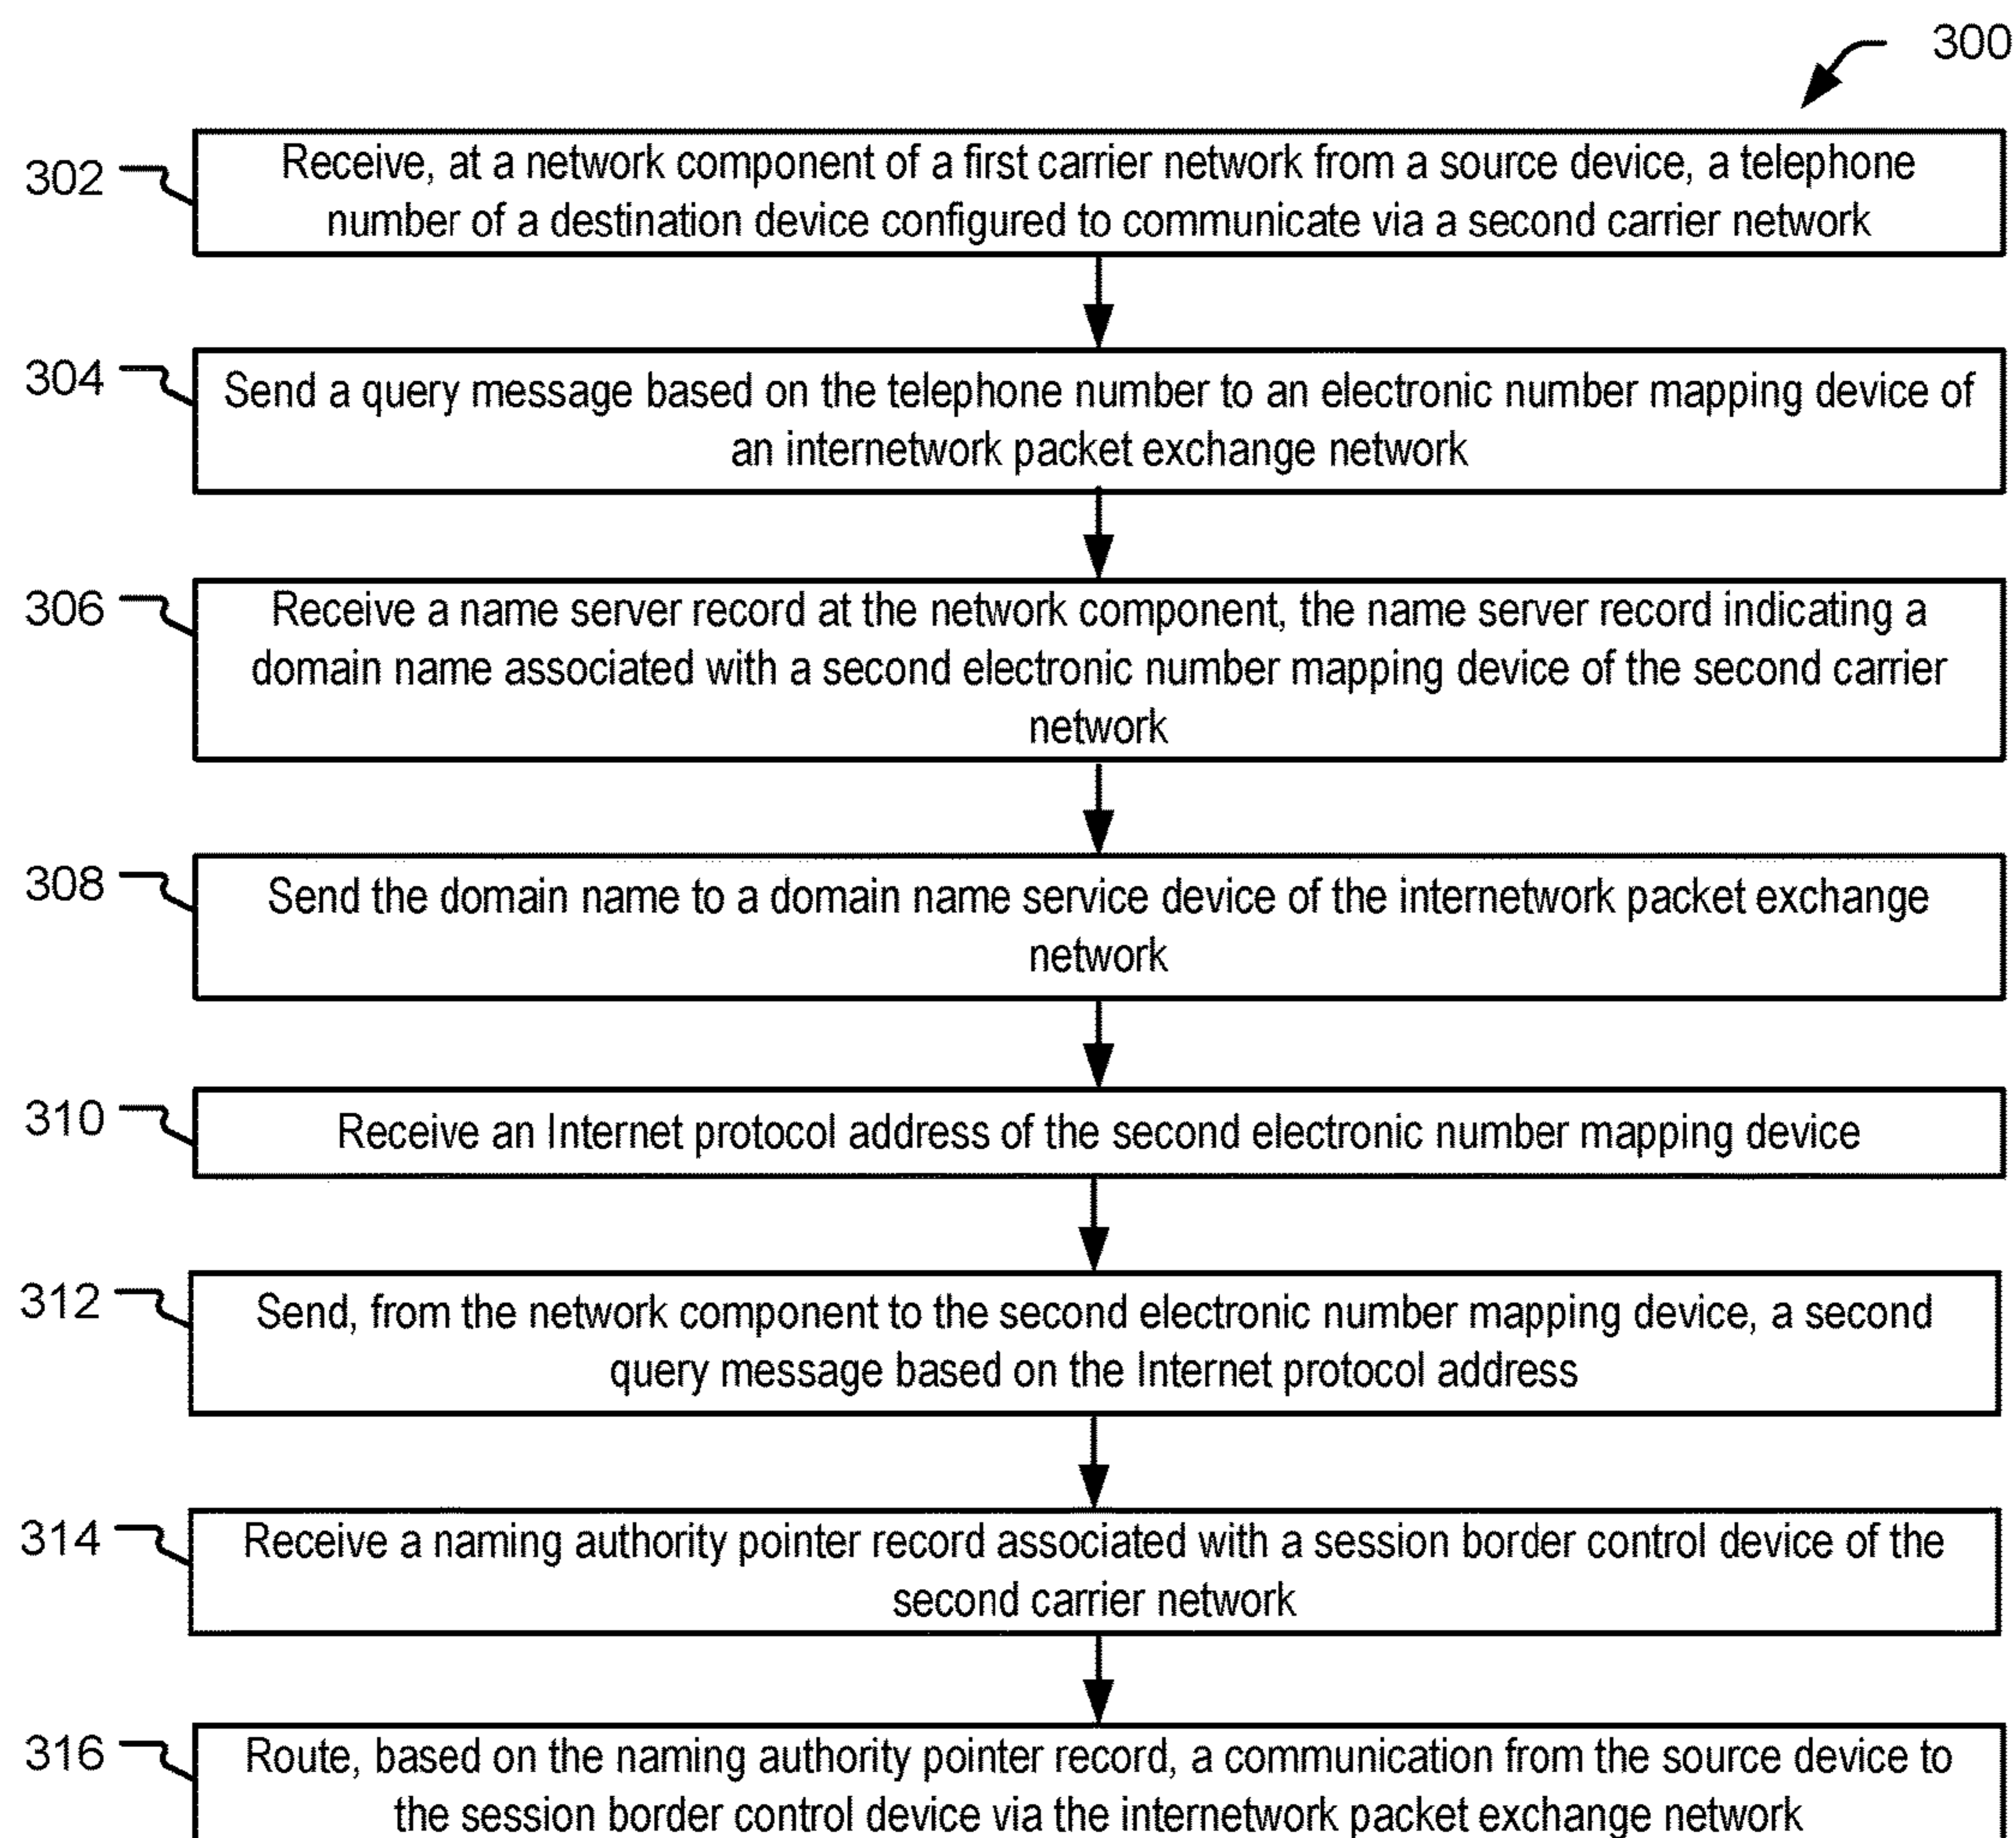 300
302
Receive, at a network component of a first carrier network from a source device, a telephone
number of a destination device configured to communicate via a second carrier network
304
Send a query message based on the telephone number to an electronic number mapping device of
an internetwork packet exchange network
306
Receive a name server record at the network component, the name server record indicating a
domain name associated with a second electronic number mapping device of the second carrier
network
308
Send the domain name to a domain name service device of the internetwork packet exchange
network
310
Receive an Internet protocol address of the second electronic number mapping device
312
Send, from the network component to the second electronic number mapping device, a second
query message based on the Internet protocol address
314
Receive a naming authority pointer record associated with a session border control device of the
second carrier network
316
Route, based on the naming authority pointer record, a communication from the source device to
the session border control device via the internetwork packet exchange network